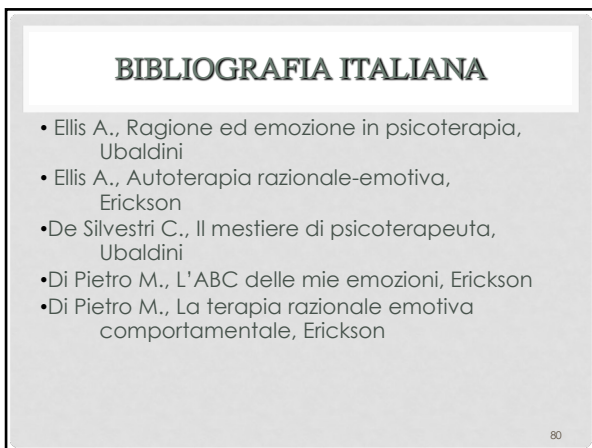 BIBLIOGRAFIA ITALIANA
• Ellis A., Ragione ed emozione in psicoterapia,
Ubaldini
• Ellis A., Autoterapia razionale-emotiva,
Erickson
•De Silvestri C., Il mestiere di psicoterapeuta,
Ubaldini
•Di Pietro M., L’ABC delle mie emozioni, Erickson
•Di Pietro M., La terapia razionale emotiva
comportamentale, Erickson
80